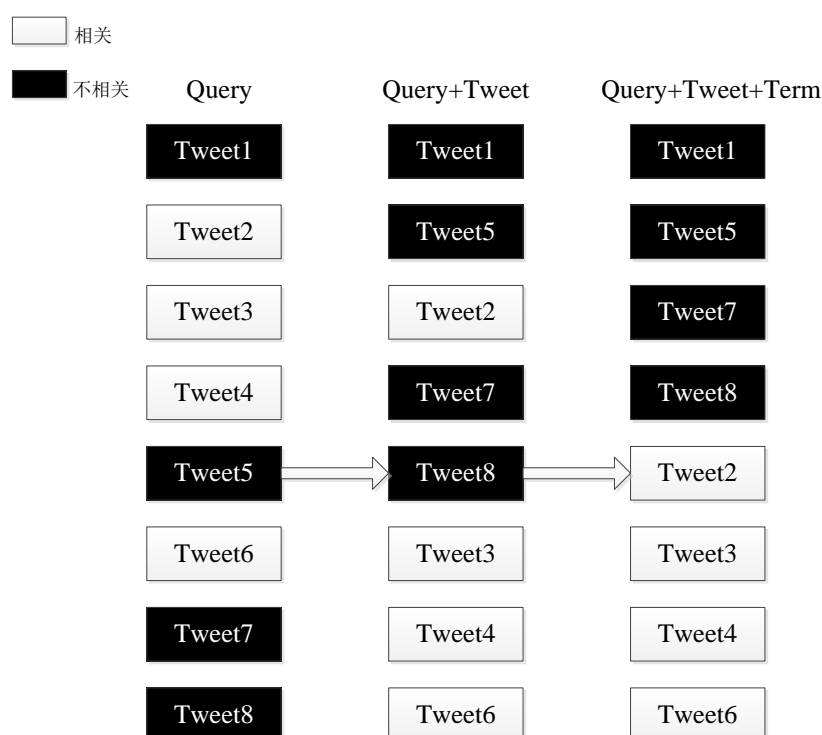 相关
不相关
Query Query+Tweet Query+Tweet+Term
Tweet1 Tweet1 Tweet1
Tweet2 Tweet5 Tweet5
Tweet3 Tweet2 Tweet7
Tweet4 Tweet7 Tweet8
Tweet5 Tweet8 Tweet2
Tweet6 Tweet3 Tweet3
Tweet7 Tweet4 Tweet4
Tweet8 Tweet6 Tweet6